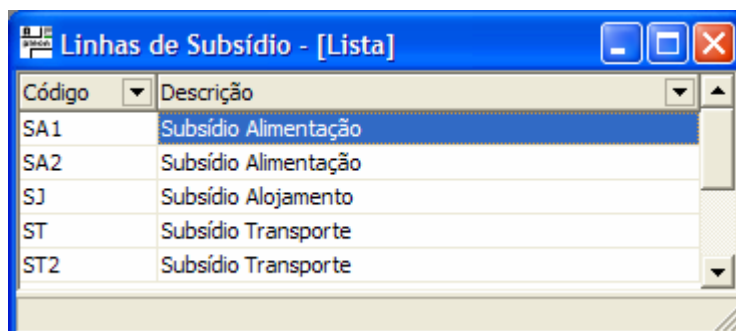 Linhas de Subsídio - [Lista]
Código Descrição
SA1 Subsídio Alimentação
SA2 Subsídio Alimentação
SJ Subsídio Alojamento
ST Subsídio Transporte
ST2 Subsídio Transporte